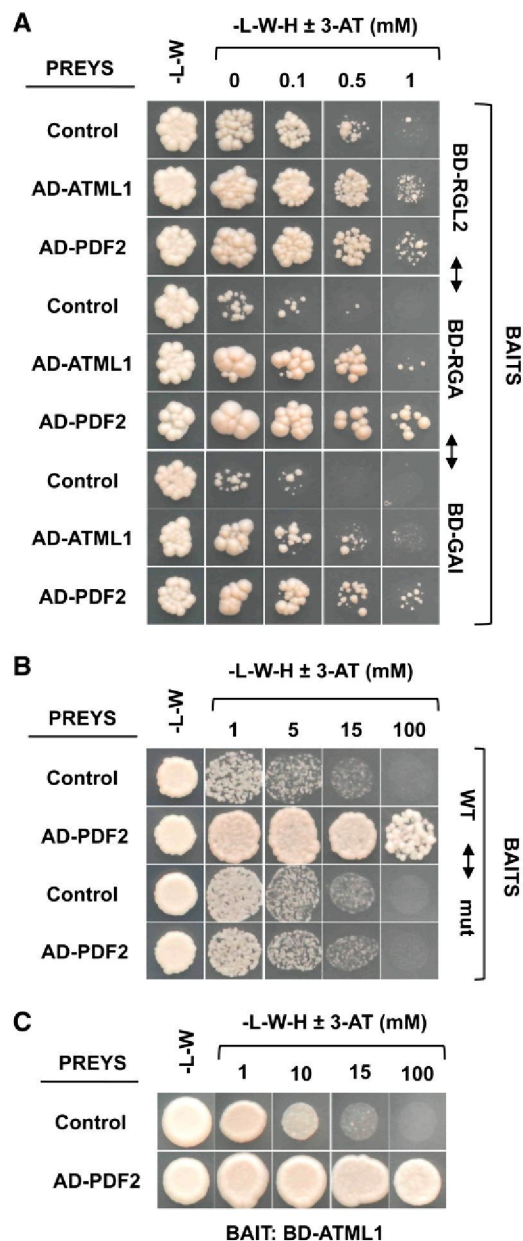 A
-L-W-H ± 3-AT (mM)
PREYS
-L-W
0 0.1 0.5 1
Control
AD-ATML1
AD-PDF2
Control
AD-ATML1
AD-PDF2
Control
AD-ATML1
AD-PDF2
BD-RGL2
BD-RGA
BD-GAI
BAITS
B
-L-W-H ± 3-AT (mM)
PREYS
-L-W
1 5 15 100
Control
AD-PDF2
Control
AD-PDF2
WT
mut
BAITS
C
-L-W-H ± 3-AT (mM)
PREYS
-L-W
1 10 15 100
Control
AD-PDF2
BAIT: BD-ATML1